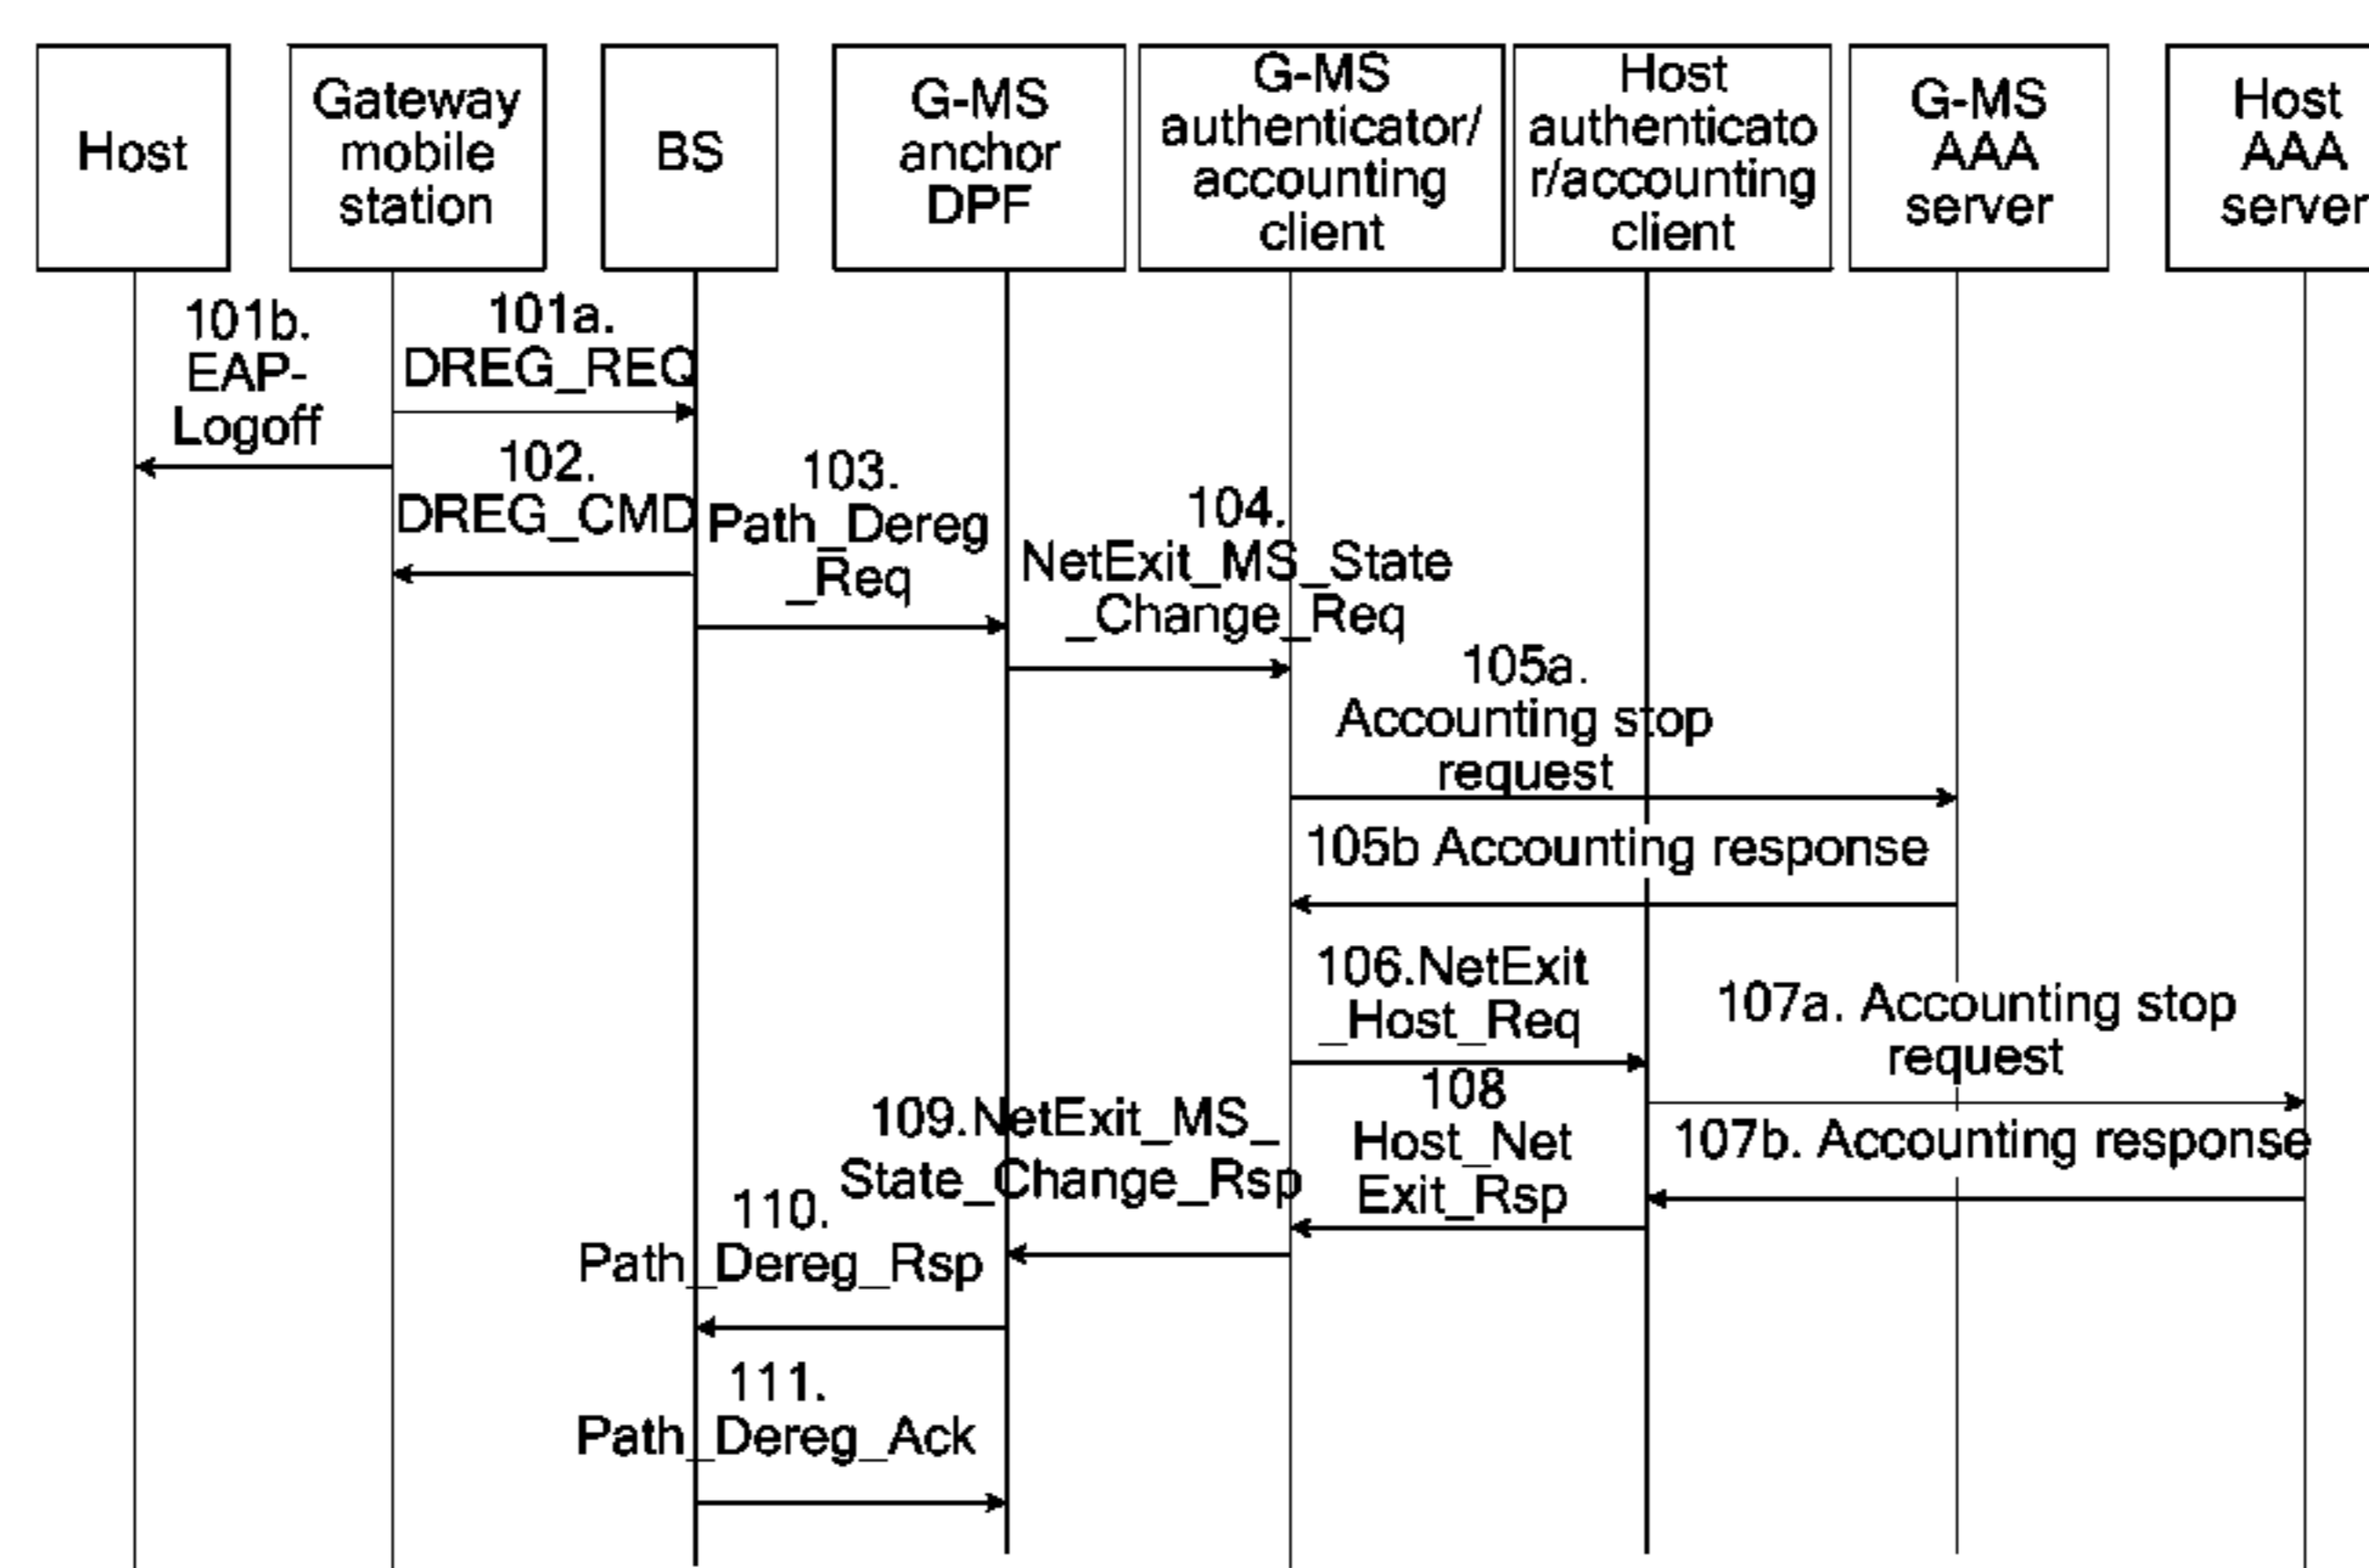 Host
Gateway
mobile
station
BS
G-MS
anchor
DPF
G-MS
authenticator/
accounting
client
Host
authenticato
r/accounting
client
G-MS
AAA
server
Host
AAA
server
101b.
EAP-
Logoff
101a.
DREG_REQ
102.
DREG_CMD
103.
Path_Dereg
_Req
104.
NetExit_MS_State
_Change_Req
105a.
Accounting stop
request
105b Accounting response
106.NetExit
_Host_Req
107a. Accounting stop
request
107b. Accounting response
108
Host_Net
Exit_Rsp
109.NetExit_MS_
State_Change_Rsp
110.
Path_Dereg_Rsp
111.
Path_Dereg_Ack